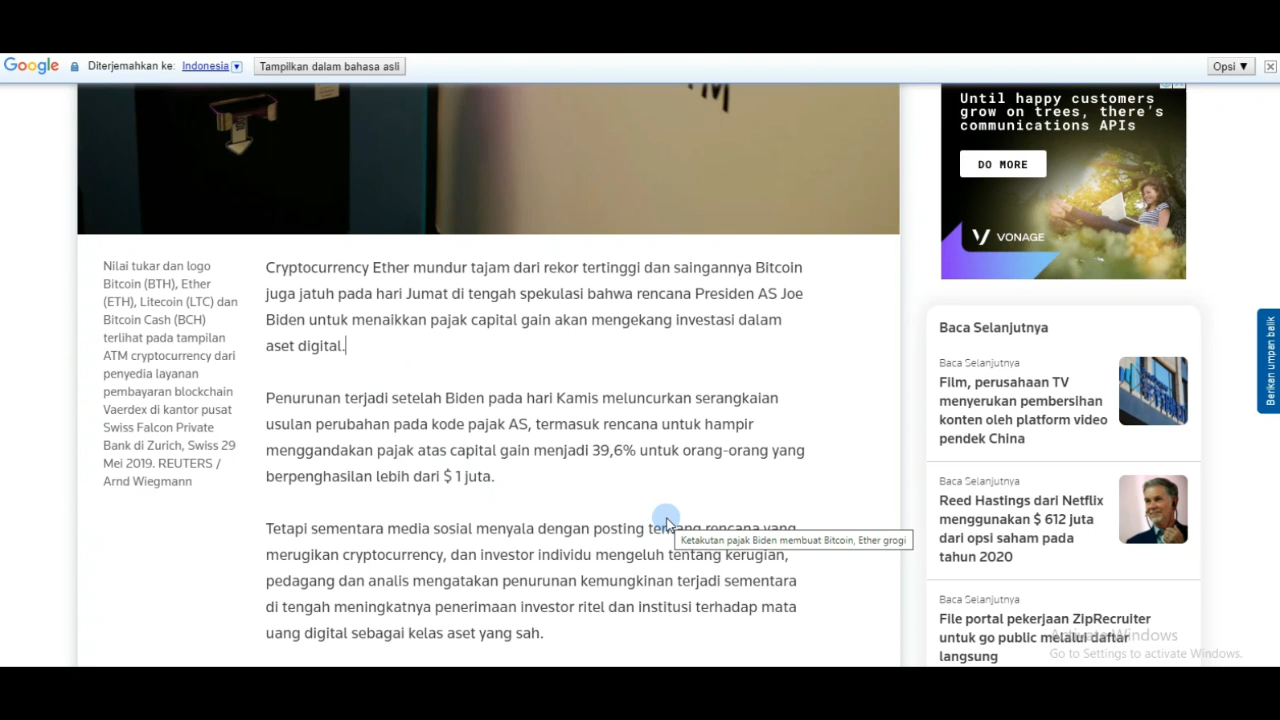 Google
Diterjemahkan ke: Indonesia
Tampilkan dalam bahasa asli
Opsi ▼
Until happy customers
grow on trees, there's
communications APIs
DO MORE
VONAGE
Nilai tukar dan logo
Bitcoin (BTH), Ether
(ETH), Litecoin (LTC) dan
Bitcoin Cash (BCH)
terlihat pada tampilan
ATM cryptocurrency dari
penyedia layanan
pembayaran blockchain
Vaerdex di kantor pusat
Swiss Falcon Private
Bank di Zurich, Swiss 29
Mei 2019. REUTERS /
Arnd Wiegmann
Cryptocurrency Ether mundur tajam dari rekor tertinggi dan saingannya Bitcoin
juga jatuh pada hari Jumat di tengah spekulasi bahwa rencana Presiden AS Joe
Biden untuk menaikkan pajak capital gain akan mengekang investasi dalam
aset digital.
Penurunan terjadi setelah Biden pada hari Kamis meluncurkan serangkaian
usulan perubahan pada kode pajak AS, termasuk rencana untuk hampir
menggandakan pajak atas capital gain menjadi 39,6% untuk orang-orang yang
berpenghasilan lebih dari $ 1 juta.
Tetapi sementara media sosial menyala dengan posting tentang rencana yang
Ketakutan pajak Biden membuat Bitcoin, Ether grogi
merugikan cryptocurrency, dan investor individu mengeluh tentang kerugian,
pedagang dan analis mengatakan penurunan kemungkinan terjadi sementara
di tengah meningkatnya penerimaan investor ritel dan institusi terhadap mata
uang digital sebagai kelas aset yang sah.
Baca Selanjutnya
Baca Selanjutnya
Film, perusahaan TV
menyerukan pembersihan
konten oleh platform video
pendek China
Baca Selanjutnya
Reed Hastings dari Netflix
menggunakan $ 612 juta
dari opsi saham pada
tahun 2020
Baca Selanjutnya
File portal pekerjaan ZipRecruiter
untuk go public melalui daftar
langsung
Berikan umpan balik
Activate Windows
Go to Settings to activate Windows.